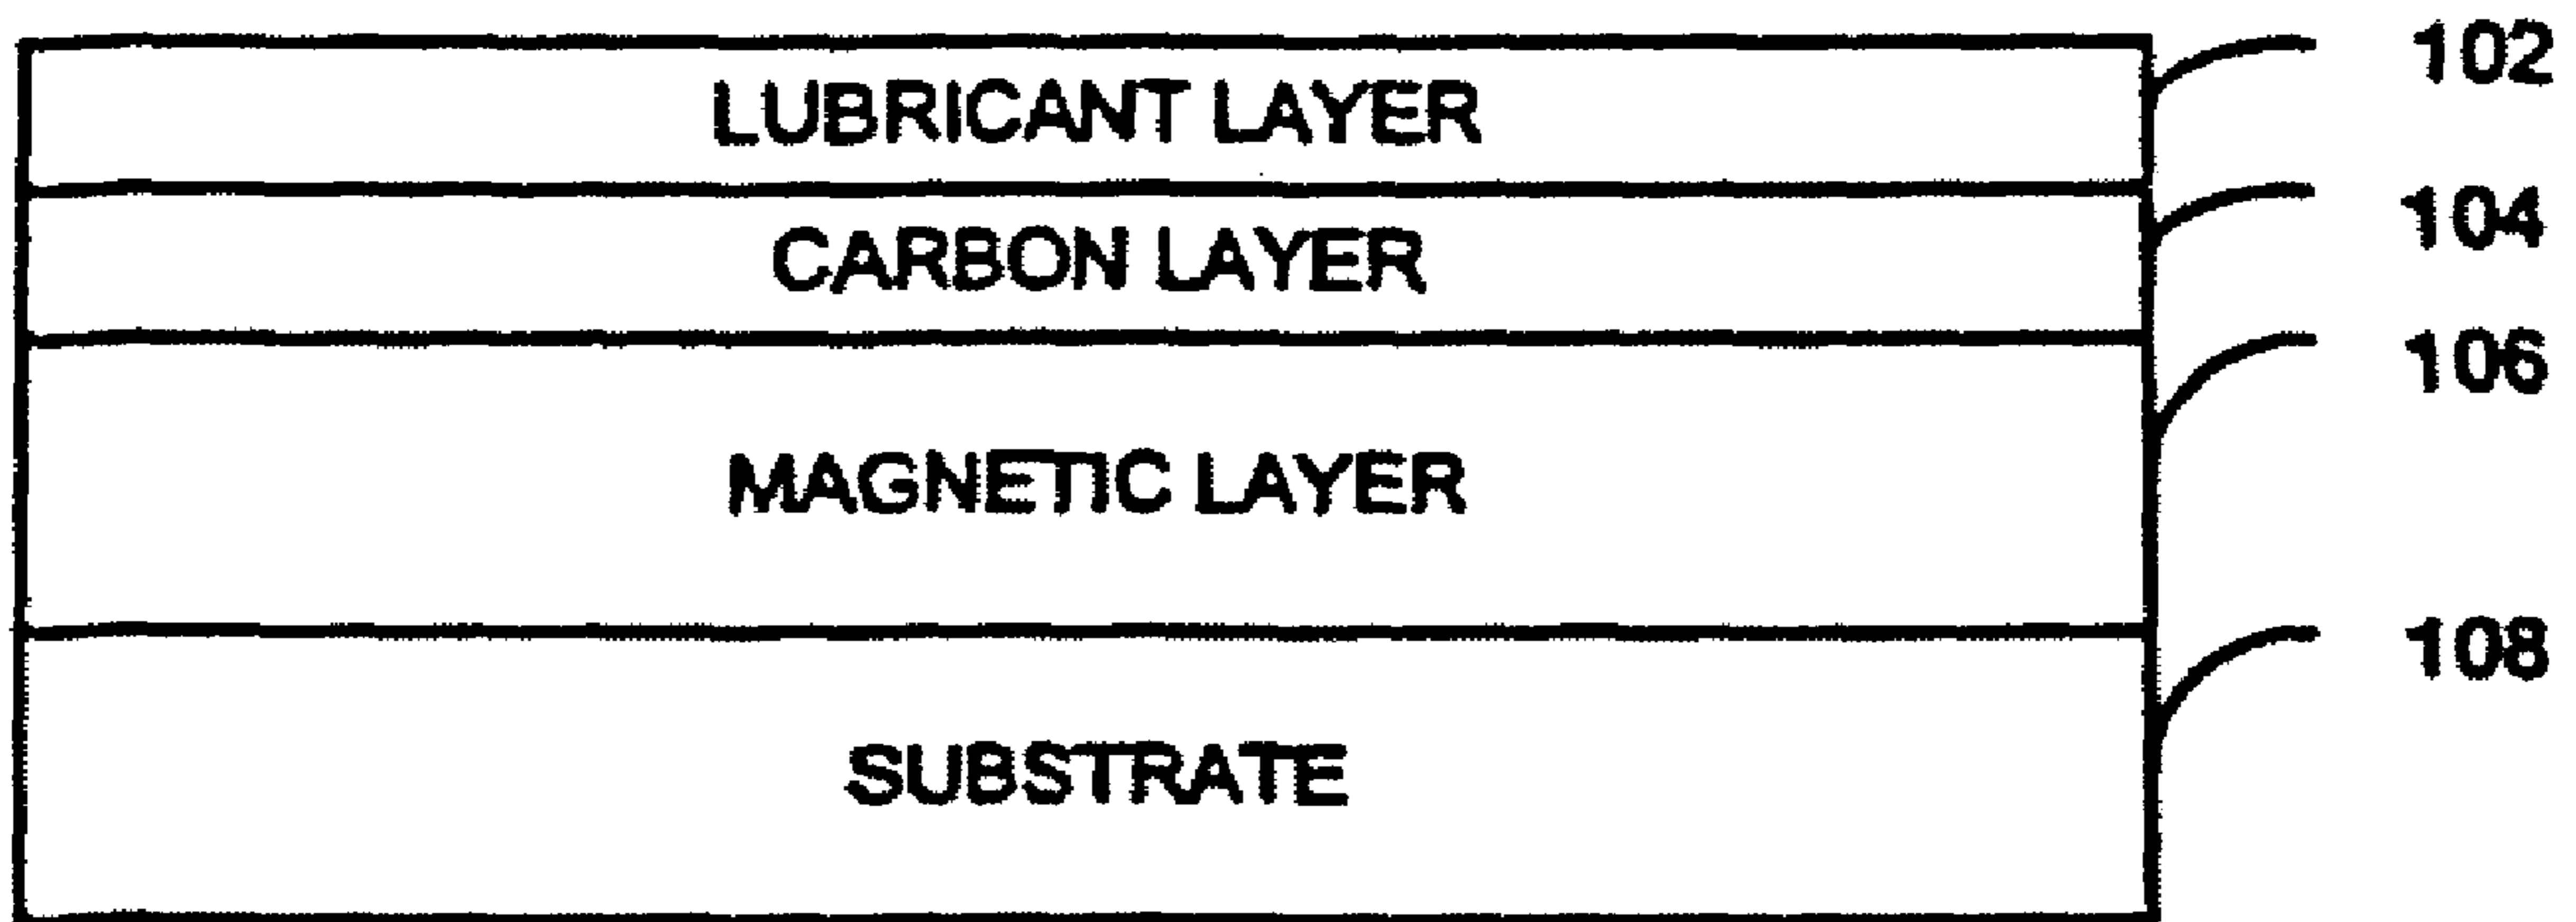 LUBRICANT LAYER 102
CARBON LAYER 104
MAGNETIC LAYER 106
SUBSTRATE 108